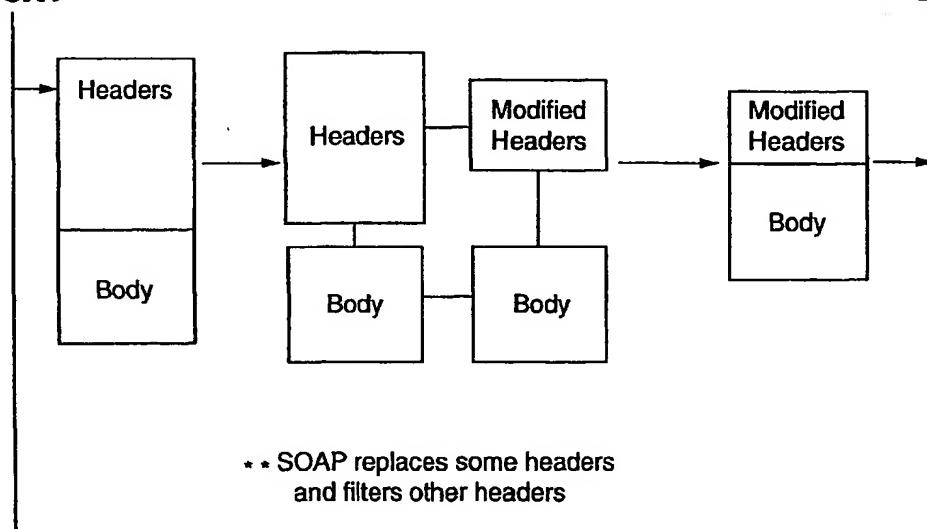 Headers
Body
Headers
Body
Modified
Headers
Body
Modified
Headers
Body
** SOAP replaces some headers
and filters other headers